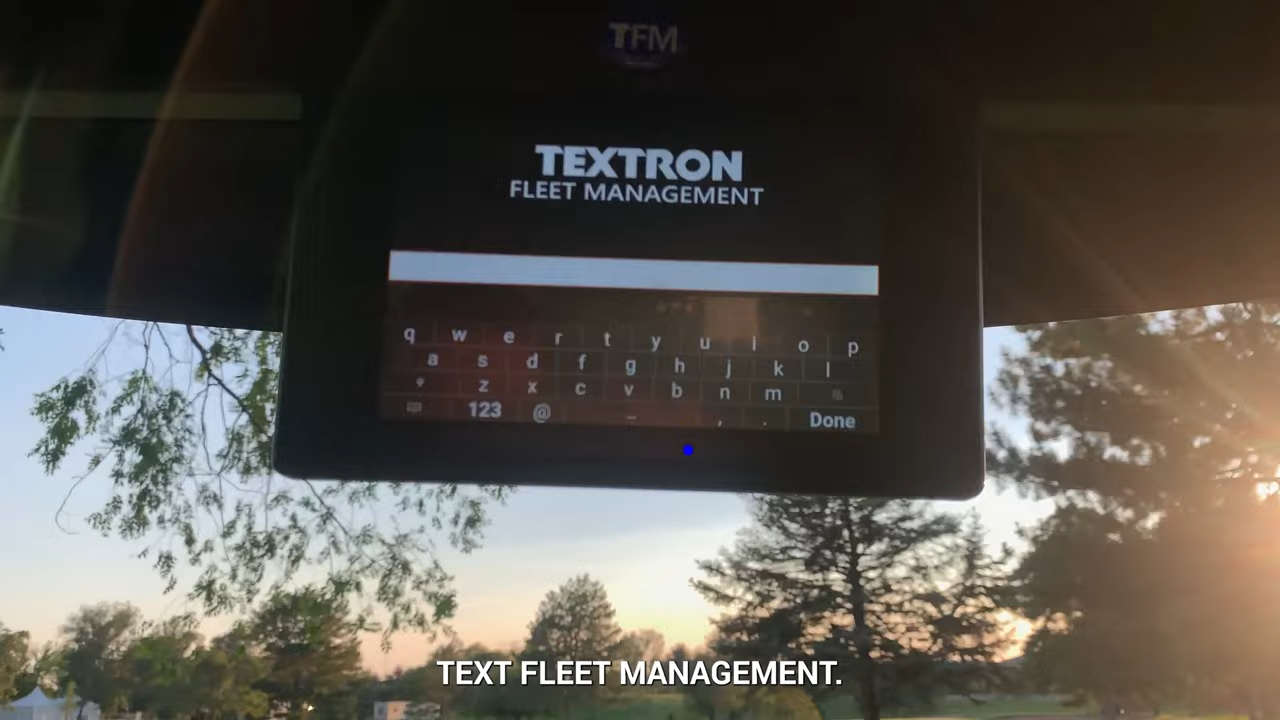 TFM
TEXTRON
FLEET MANAGEMENT
q w e r t y u i o p
a s d f g h j k l
z x c v b n m
123 @ _ , . Done
TEXT FLEET MANAGEMENT.